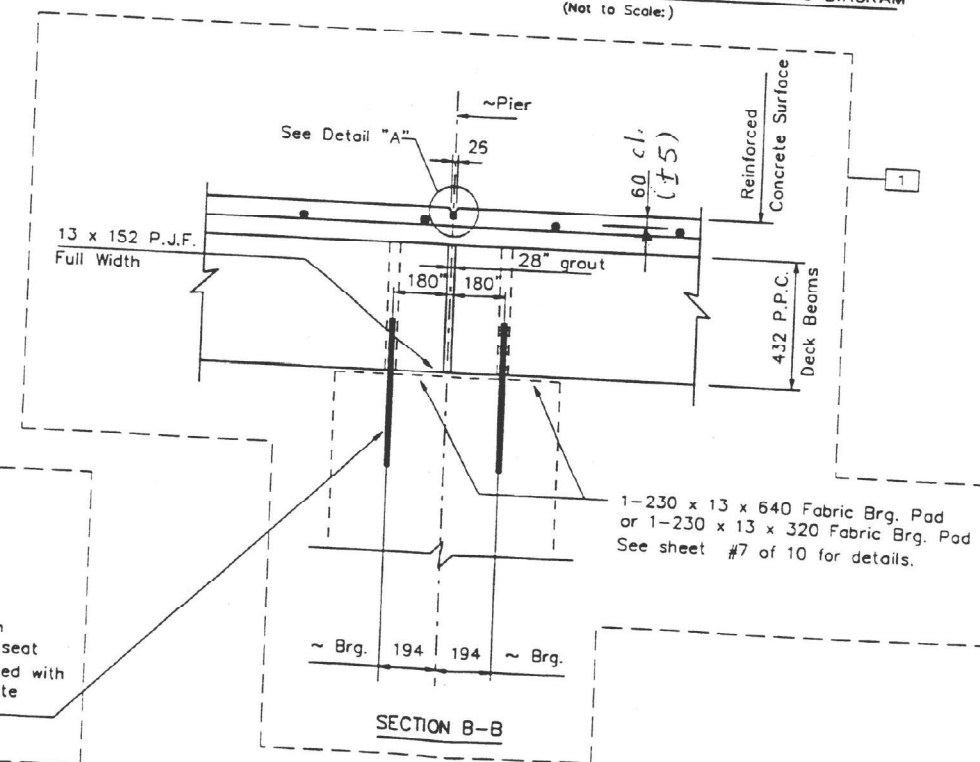 DIAGRAM
(Not to Scale:)
~Pier
See Detail "A"
26
60 cl.
(±5)
Reinforced
Concrete Surface
1
13 x 152 P.J.F.
Full Width
28" grout
180" 180"
432 P.P.C.
Deck Beams
1-230 x 13 x 640 Fabric Brg. Pad
or 1-230 x 13 x 320 Fabric Brg. Pad
See sheet #7 of 10 for details.
seat
ed with
te
~ Brg. 194 194 ~ Brg.
SECTION B-B